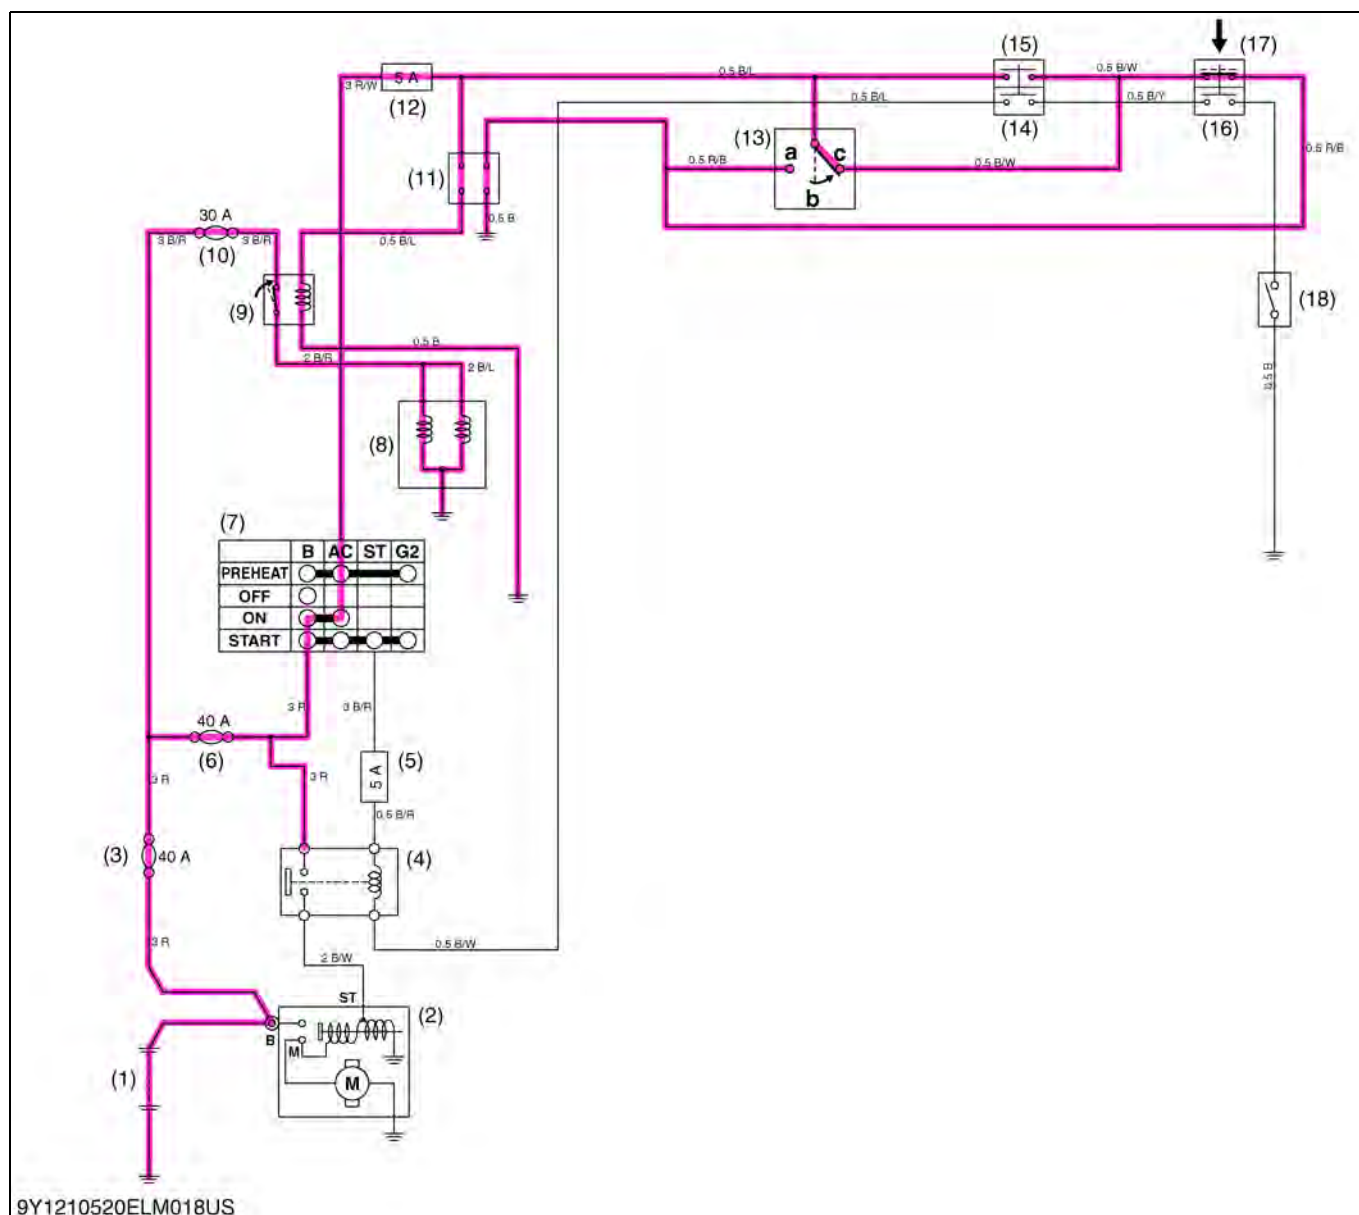 (15)
(17)
0.5 B/L
0.5 B/W
3 R/W
5 A
(12)
0.5 B/L
0.5 B/Y
(14)
(16)
(13)
a
c
b
0.5 R/B
0.5 B/W
0.5 R/B
(11)
0.5 B
30 A
3 B/R
3 B/R
(10)
0.5 B/L
(9)
(18)
0.5 B
2 B/R
2 B/L
0.5 B
(8)
(7)
B AC ST G2
PREHEAT
OFF
ON
START
3 R
3 B/R
40 A
(6)
3 R
3 R
5 A
(5)
0.5 B/R
(3)
40 A
(4)
3 R
0.5 B/W
2 B/W
ST
(2)
B
M
M
(1)
9Y1210520ELM018US